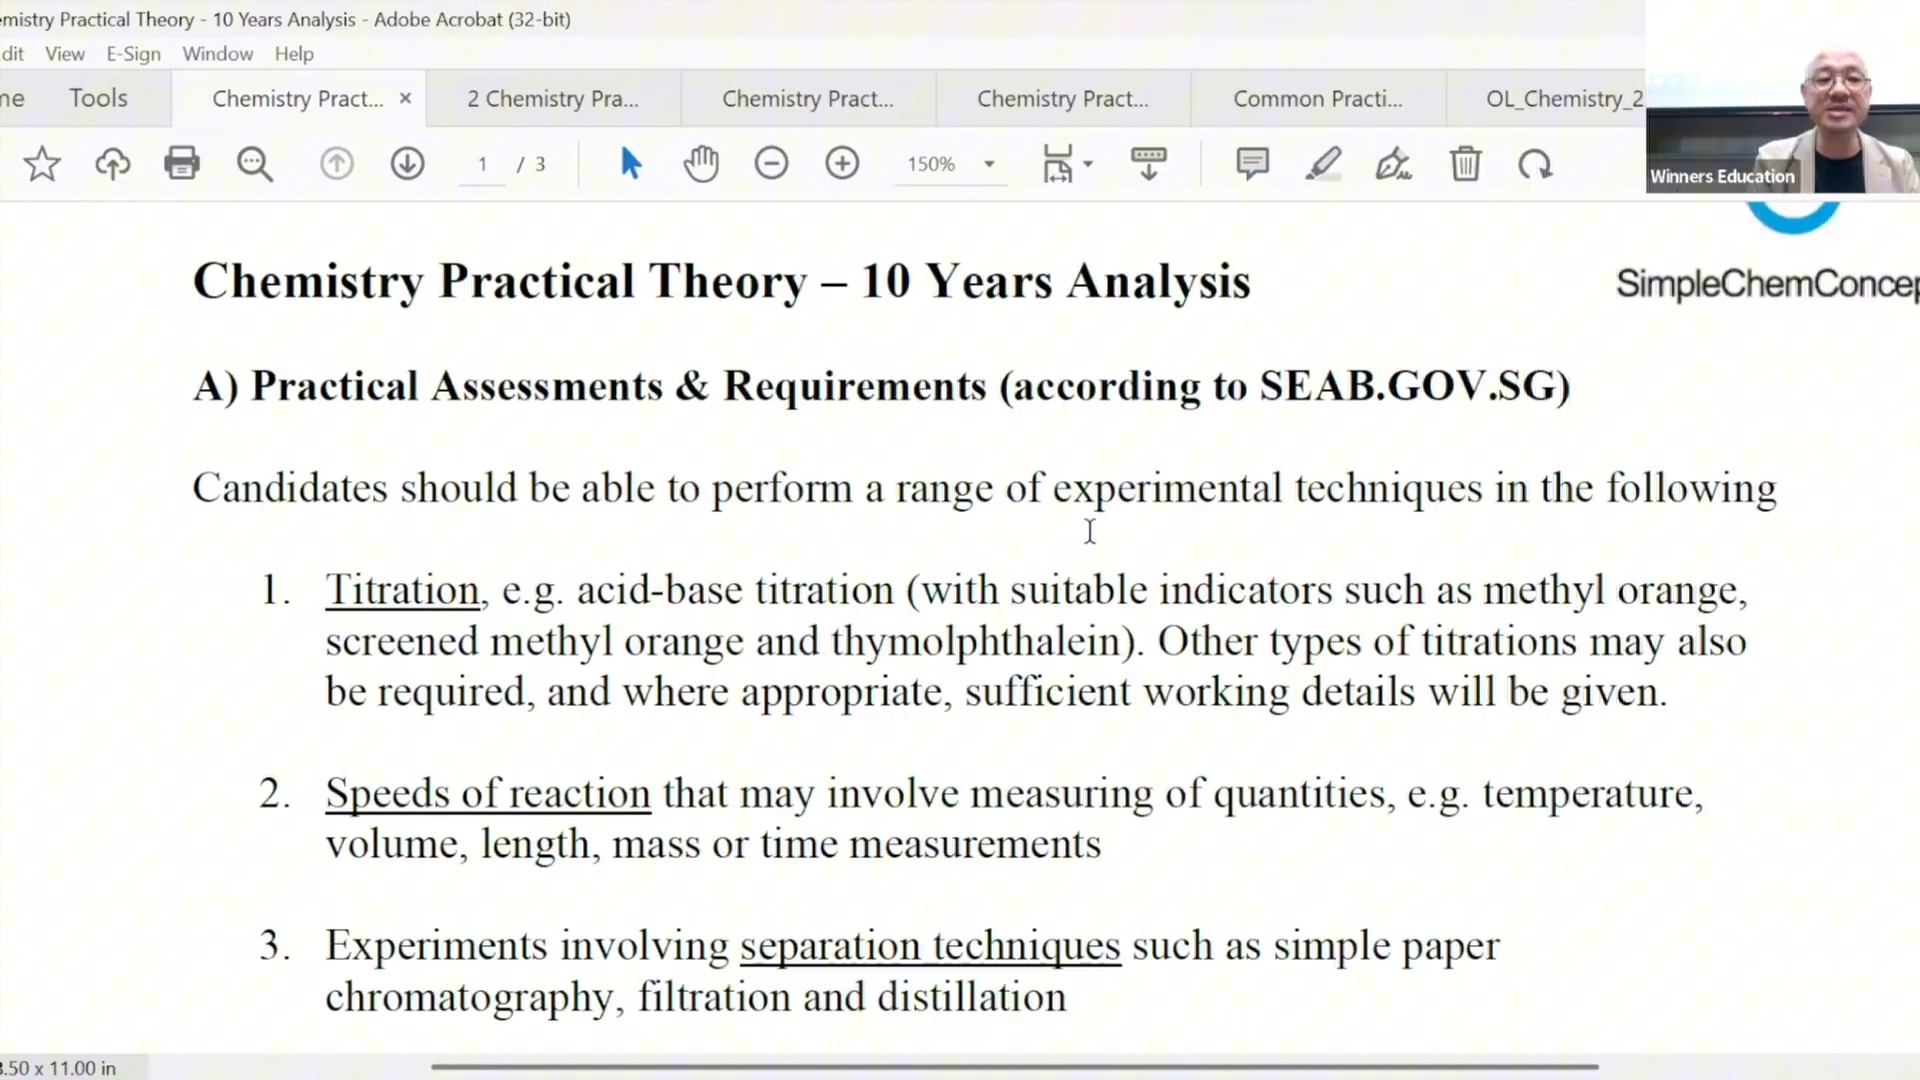 emistry Practical Theory - 10 Years Analysis - Adobe Acrobat (32-bit)
dit View E-Sign Window Help
me Tools Chemistry Pract... × 2 Chemistry Pra... Chemistry Pract... Chemistry Pract... Common Practi... OL_Chemistry_2
1 / 3 150%
Winners Education
SimpleChemConcep
Chemistry Practical Theory – 10 Years Analysis
A) Practical Assessments & Requirements (according to SEAB.GOV.SG)
Candidates should be able to perform a range of experimental techniques in the following
1. Titration, e.g. acid-base titration (with suitable indicators such as methyl orange,
screened methyl orange and thymolphthalein). Other types of titrations may also
be required, and where appropriate, sufficient working details will be given.
2. Speeds of reaction that may involve measuring of quantities, e.g. temperature,
volume, length, mass or time measurements
3. Experiments involving separation techniques such as simple paper
chromatography, filtration and distillation
8.50 x 11.00 in